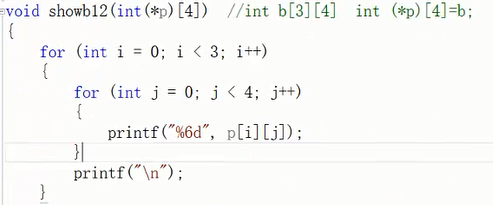 void showb12(int(*p)[4])  //int b[3][4]  int (*p)[4]=b;
{
    for (int i = 0; i < 3; i++)
    {
        for (int j = 0; j < 4; j++)
        {
            printf("%6d", p[i][j]);
        }
        printf("\n");
    }